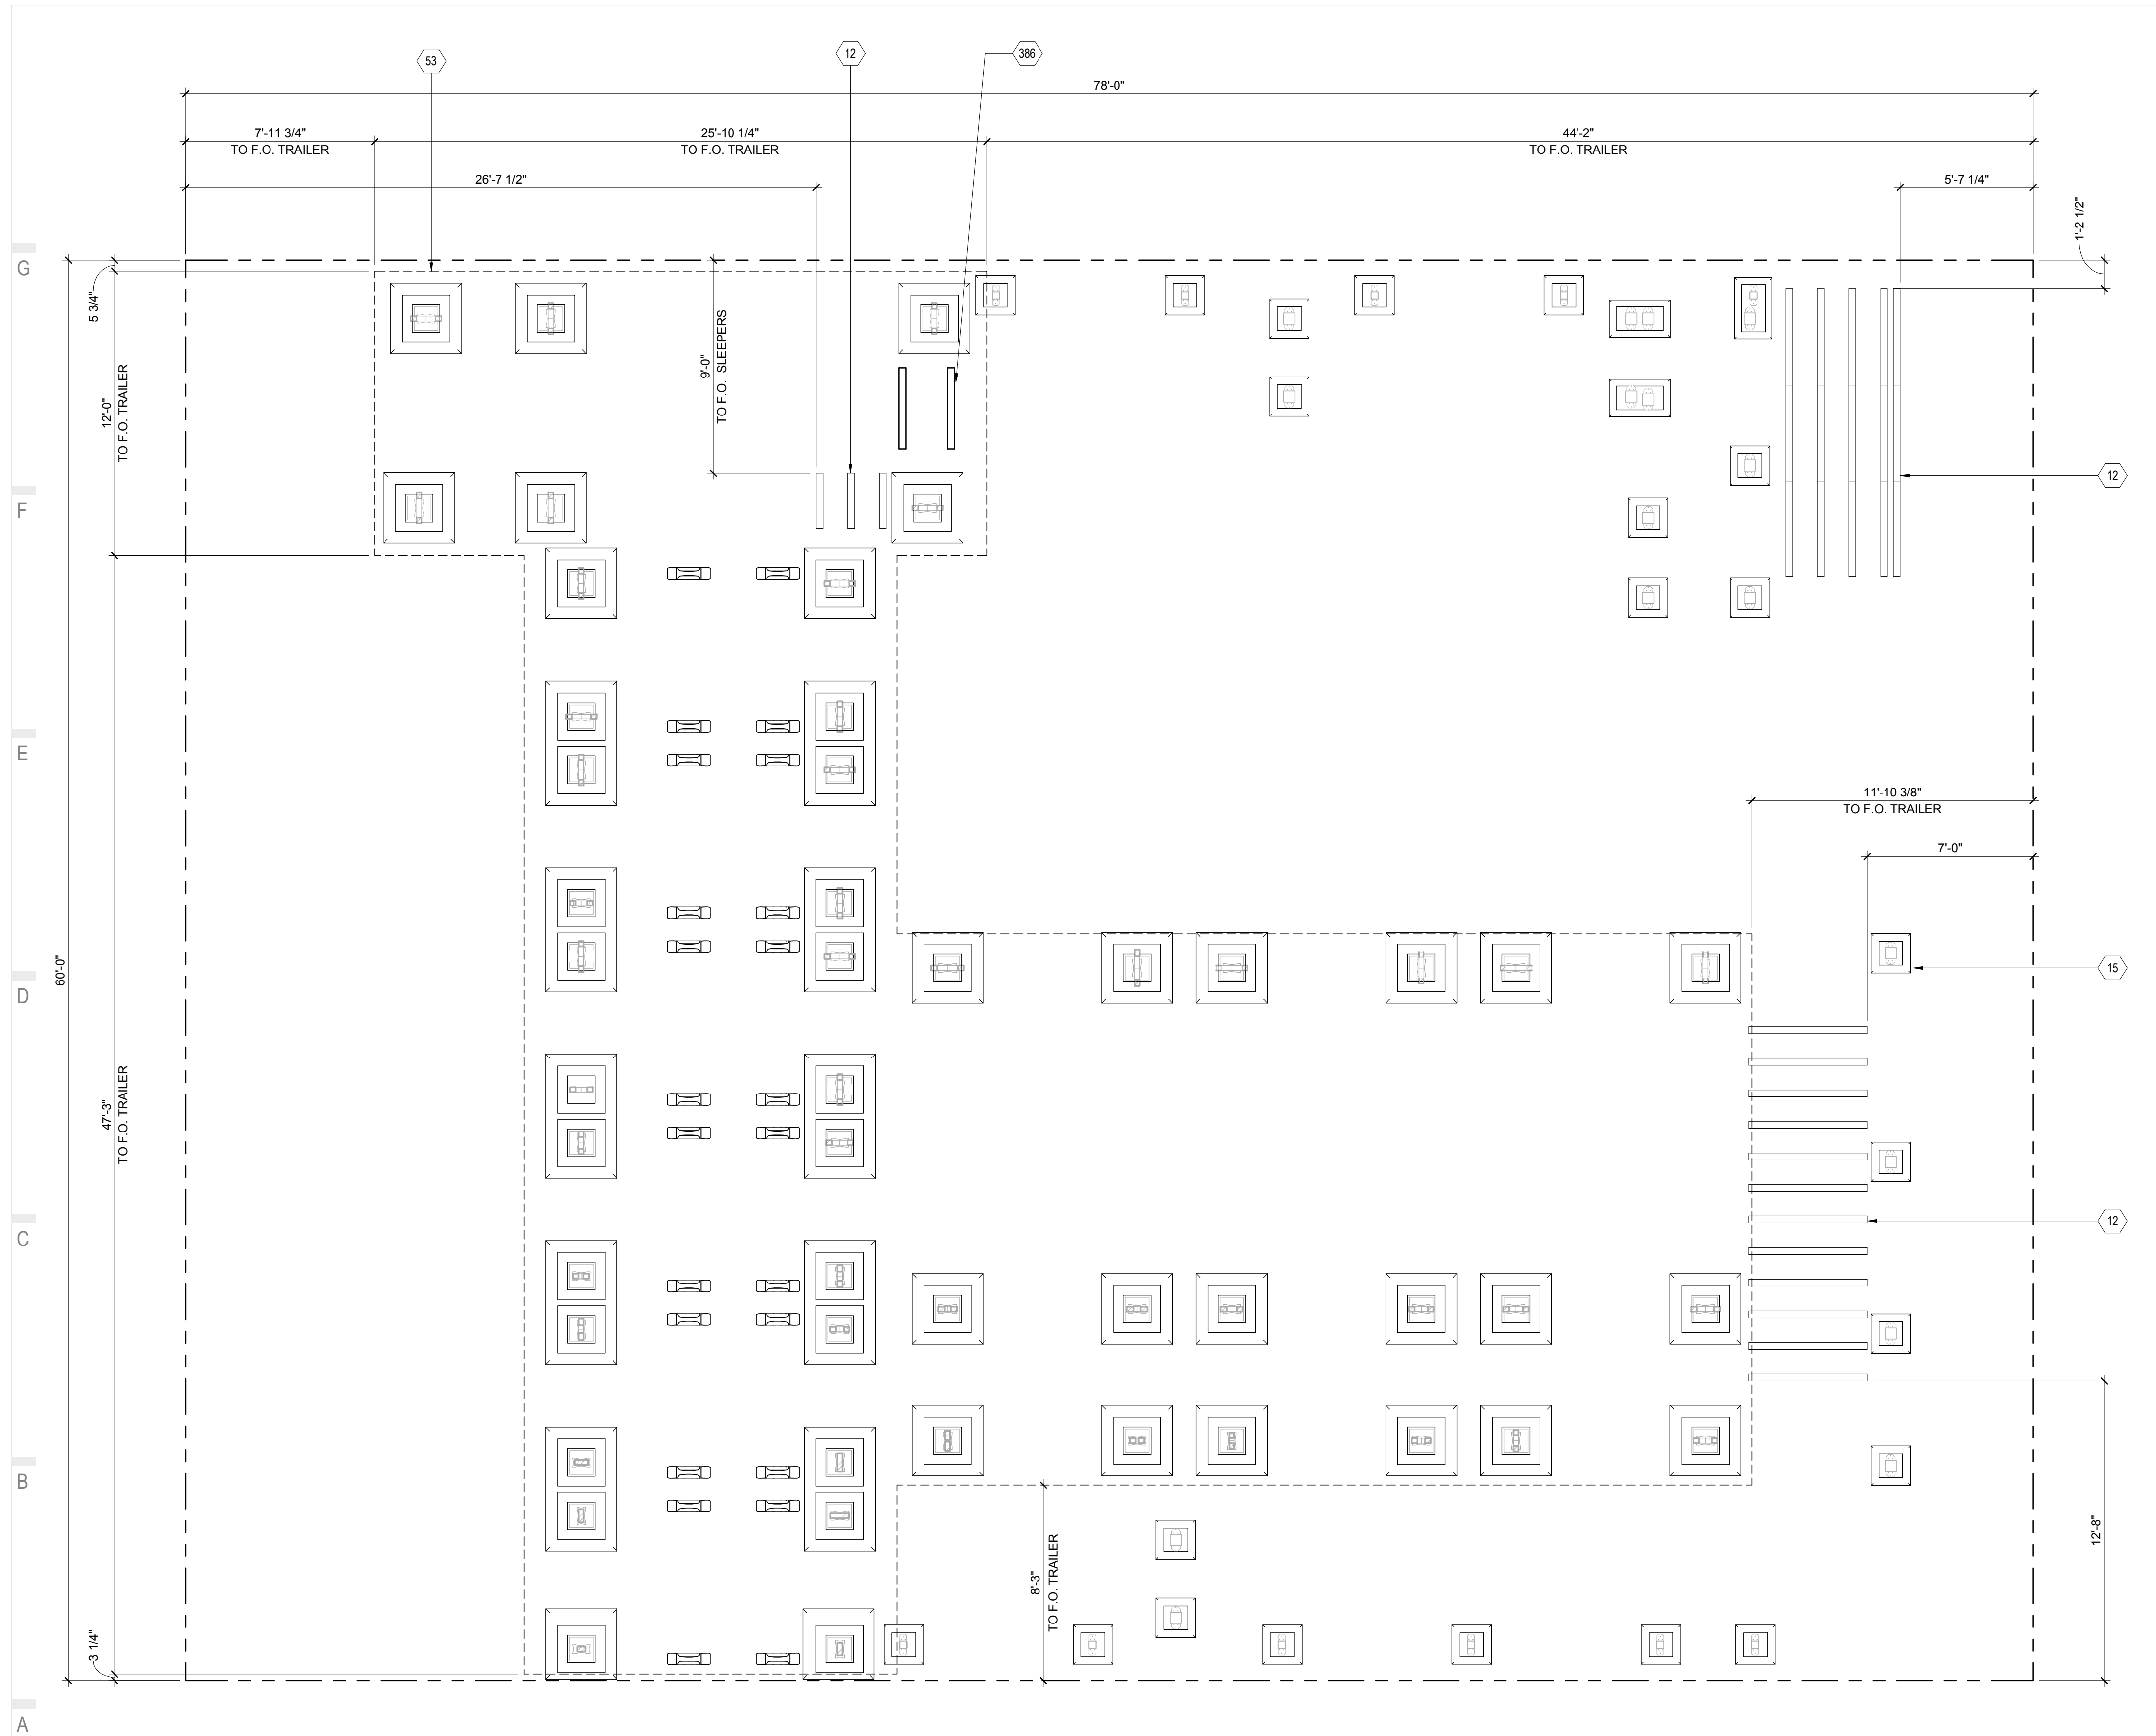 53
12
386
78'-0"
7'-11 3/4"
TO F.O. TRAILER
25'-10 1/4"
TO F.O. TRAILER
44'-2"
TO F.O. TRAILER
26'-7 1/2"
5'-7 1/4"
1'-2 1/2"
G
5 3/4"
9'-0"
TO F.O. SLEEPERS
12'-0"
TO F.O. TRAILER
12
F
E
11'-10 3/8"
TO F.O. TRAILER
7'-0"
60'-0"
D
15
47'-3"
TO F.O. TRAILER
C
12
B
12'-8"
8'-3"
TO F.O. TRAILER
3 1/4"
A